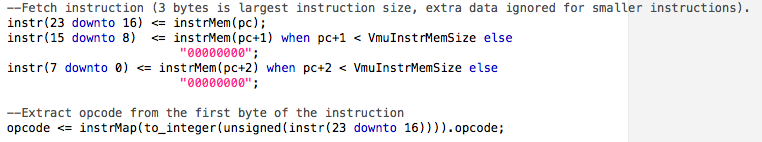 --Fetch instruction (3 bytes is largest instruction size, extra data ignored for smaller instructions).
instr(23 downto 16) <= instrMem(pc);
instr(15 downto 8)  <= instrMem(pc+1) when pc+1 < VmuInstrMemSize else
                       "00000000";
instr(7 downto 0) <= instrMem(pc+2) when pc+2 < VmuInstrMemSize else
                       "00000000";

--Extract opcode from the first byte of the instruction
opcode <= instrMap(to_integer(unsigned(instr(23 downto 16)))).opcode;